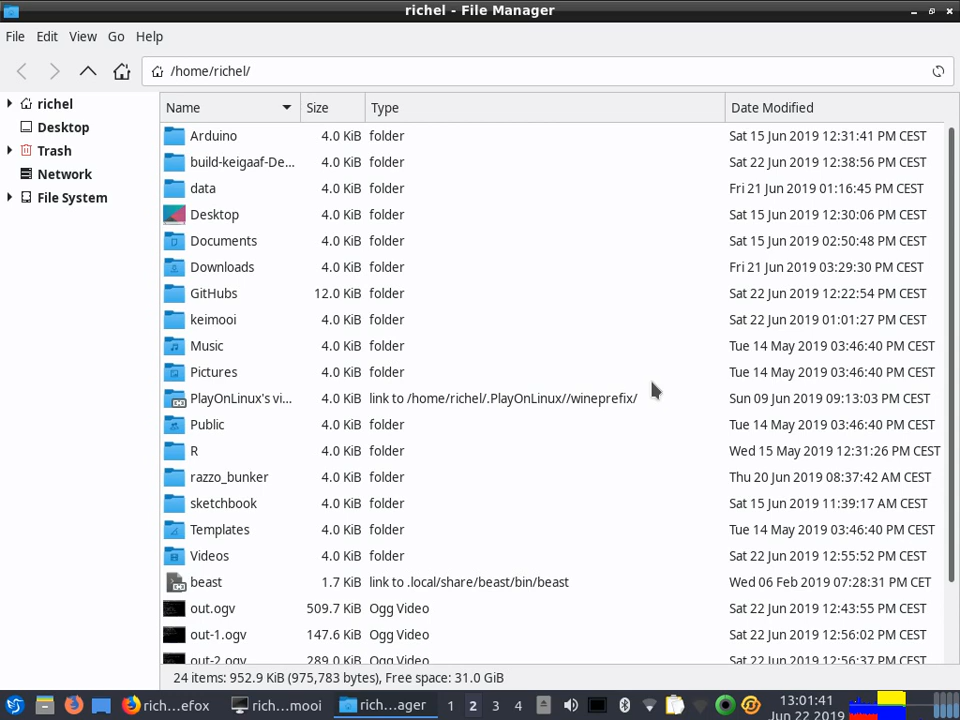 richel - File Manager
File Edit View Go Help
/home/richel/
Name Size Type Date Modified
richel
Desktop
Trash
Network
File System
Arduino 4.0 KiB folder Sat 15 Jun 2019 12:31:41 PM CEST
build-keigaaf-De... 4.0 KiB folder Sat 22 Jun 2019 12:38:56 PM CEST
data 4.0 KiB folder Fri 21 Jun 2019 01:16:45 PM CEST
Desktop 4.0 KiB folder Sat 15 Jun 2019 12:30:06 PM CEST
Documents 4.0 KiB folder Sat 15 Jun 2019 02:50:48 PM CEST
Downloads 4.0 KiB folder Fri 21 Jun 2019 03:29:30 PM CEST
GitHubs 12.0 KiB folder Sat 22 Jun 2019 12:22:54 PM CEST
keimooi 4.0 KiB folder Sat 22 Jun 2019 01:01:27 PM CEST
Music 4.0 KiB folder Tue 14 May 2019 03:46:40 PM CEST
Pictures 4.0 KiB folder Tue 14 May 2019 03:46:40 PM CEST
PlayOnLinux's vi... 4.0 KiB link to /home/richel/.PlayOnLinux//wineprefix/ Sun 09 Jun 2019 09:13:03 PM CEST
Public 4.0 KiB folder Tue 14 May 2019 03:46:40 PM CEST
R 4.0 KiB folder Wed 15 May 2019 12:31:26 PM CEST
razzo_bunker 4.0 KiB folder Thu 20 Jun 2019 08:37:42 AM CEST
sketchbook 4.0 KiB folder Sat 15 Jun 2019 11:39:17 AM CEST
Templates 4.0 KiB folder Tue 14 May 2019 03:46:40 PM CEST
Videos 4.0 KiB folder Sat 22 Jun 2019 12:55:52 PM CEST
beast 1.7 KiB link to .local/share/beast/bin/beast Wed 06 Feb 2019 07:28:31 PM CET
out.ogv 509.7 KiB Ogg Video Sat 22 Jun 2019 12:43:55 PM CEST
out-1.ogv 147.6 KiB Ogg Video Sat 22 Jun 2019 12:56:02 PM CEST
out-2.ogv 289.0 KiB Ogg Video Sat 22 Jun 2019 12:56:37 PM CEST
24 items: 952.9 KiB (975,783 bytes), Free space: 31.0 GiB
rich...efox rich...mooi rich...ager 1 2 3 4 13:01:41
Jun 22 2019